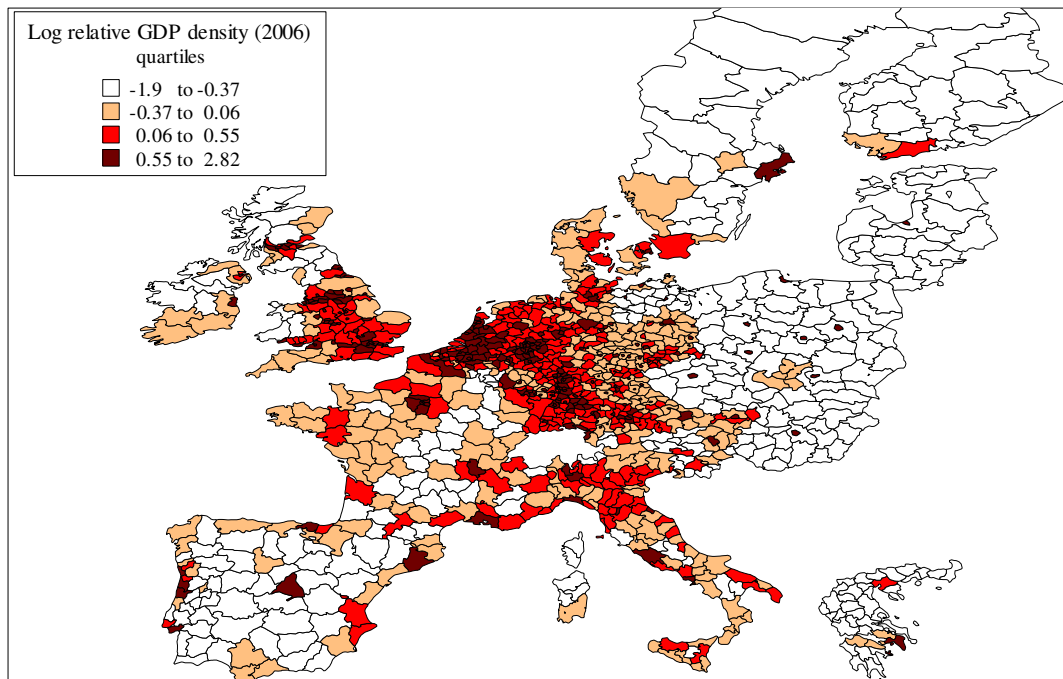 Log relative GDP density (2006)
quartiles
-1.9 to -0.37
-0.37 to 0.06
0.06 to 0.55
0.55 to 2.82